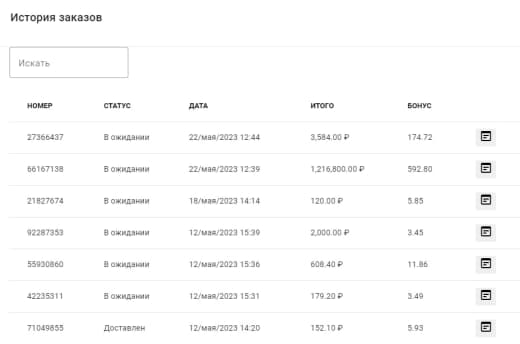 История заказов
Искать
НОМЕР СТАТУС ДАТА ИТОГО БОНУС
27366437 В ожидании 22/мая/2023 12:44 3,584.00 ₽ 174.72
66167138 В ожидании 22/мая/2023 12:39 1,216,800.00 ₽ 592.80
21827674 В ожидании 18/мая/2023 14:14 120.00 ₽ 5.85
92287353 В ожидании 12/мая/2023 15:39 2,000.00 ₽ 3.45
55930860 В ожидании 12/мая/2023 15:36 608.40 ₽ 11.86
42235311 В ожидании 12/мая/2023 15:31 179.20 ₽ 3.49
71049855 Доставлен 12/мая/2023 14:20 152.10 ₽ 5.93